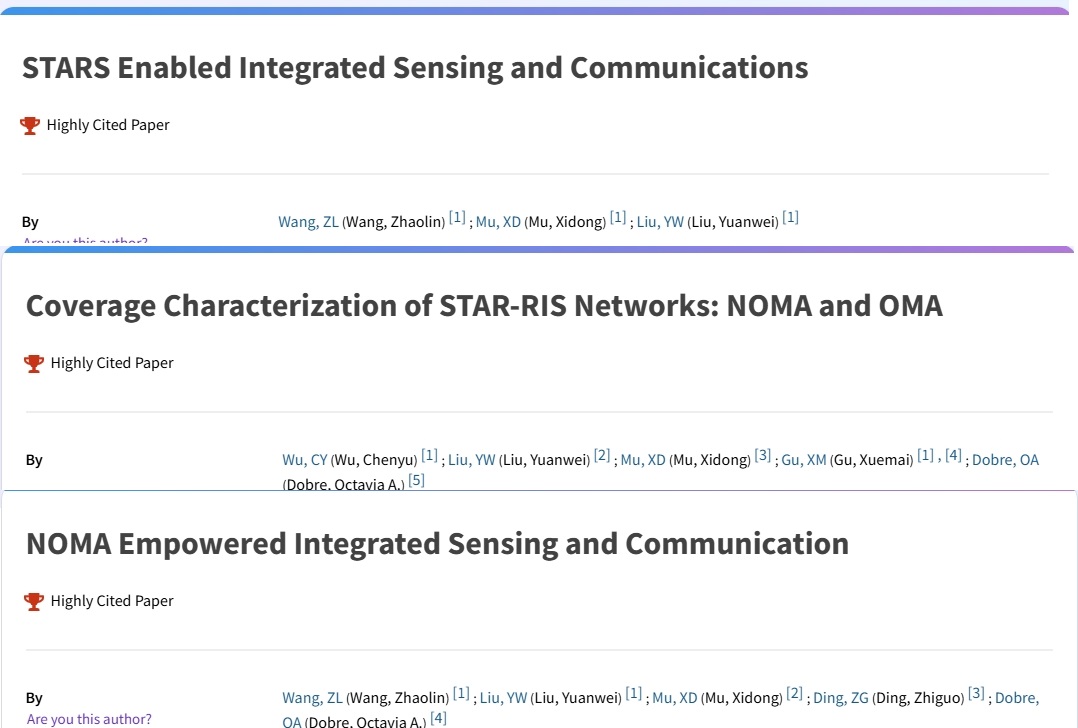 STARS Enabled Integrated Sensing and Communications
Highly Cited Paper
By Wang, ZL (Wang, Zhaolin) [1] ; Mu, XD (Mu, Xidong) [1] ; Liu, YW (Liu, Yuanwei) [1]
Are you this author?
Coverage Characterization of STAR-RIS Networks: NOMA and OMA
Highly Cited Paper
By Wu, CY (Wu, Chenyu) [1] ; Liu, YW (Liu, Yuanwei) [2] ; Mu, XD (Mu, Xidong) [3] ; Gu, XM (Gu, Xuemai) [1] , [4] ; Dobre, OA
(Dobre, Octavia A.) [5]
NOMA Empowered Integrated Sensing and Communication
Highly Cited Paper
By Wang, ZL (Wang, Zhaolin) [1] ; Liu, YW (Liu, Yuanwei) [1] ; Mu, XD (Mu, Xidong) [2] ; Ding, ZG (Ding, Zhiguo) [3] ; Dobre,
Are you this author? OA (Dobre, Octavia A.) [4]